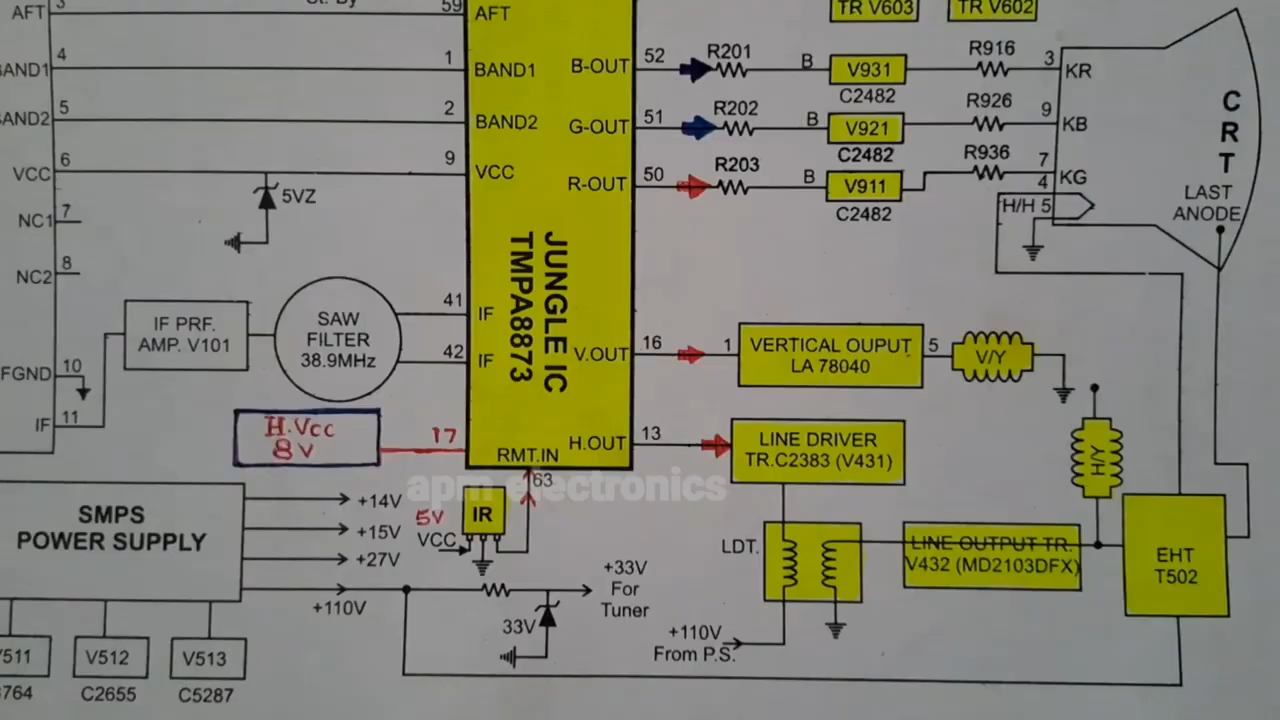 AFT
3
St. By
59
AFT
TR V603
TR V602
BAND1
4
1
BAND1
B-OUT
52
R201
B
V931
C2482
R916
3
KR
BAND2
5
2
BAND2
G-OUT
51
R202
B
V921
C2482
R926
9
KB
VCC
6
9
VCC
R-OUT
50
R203
B
V911
C2482
R936
7
KG
4
H/H 5
CRT
LAST
ANODE
5VZ
NC1
7
NC2
8
JUNGLE IC
TMPA8873
IF PRF.
AMP. V101
SAW
FILTER
38.9MHz
41
IF
42
IF
V.OUT
16
1
VERTICAL OUPUT
LA 78040
5
V/Y
FGND
10
IF
11
H.Vcc
8V
17
RMT.IN
H.OUT
13
LINE DRIVER
TR.C2383 (V431)
H/Y
63
apm electronics
SMPS
POWER SUPPLY
+14V
+15V
+27V
+110V
5V
VCC
IR
LDT.
LINE OUTPUT TR.
V432 (MD2103DFX)
EHT
T502
+33V
For
Tuner
33V
+110V
From P.S.
V511
V512
C2655
V513
C5287